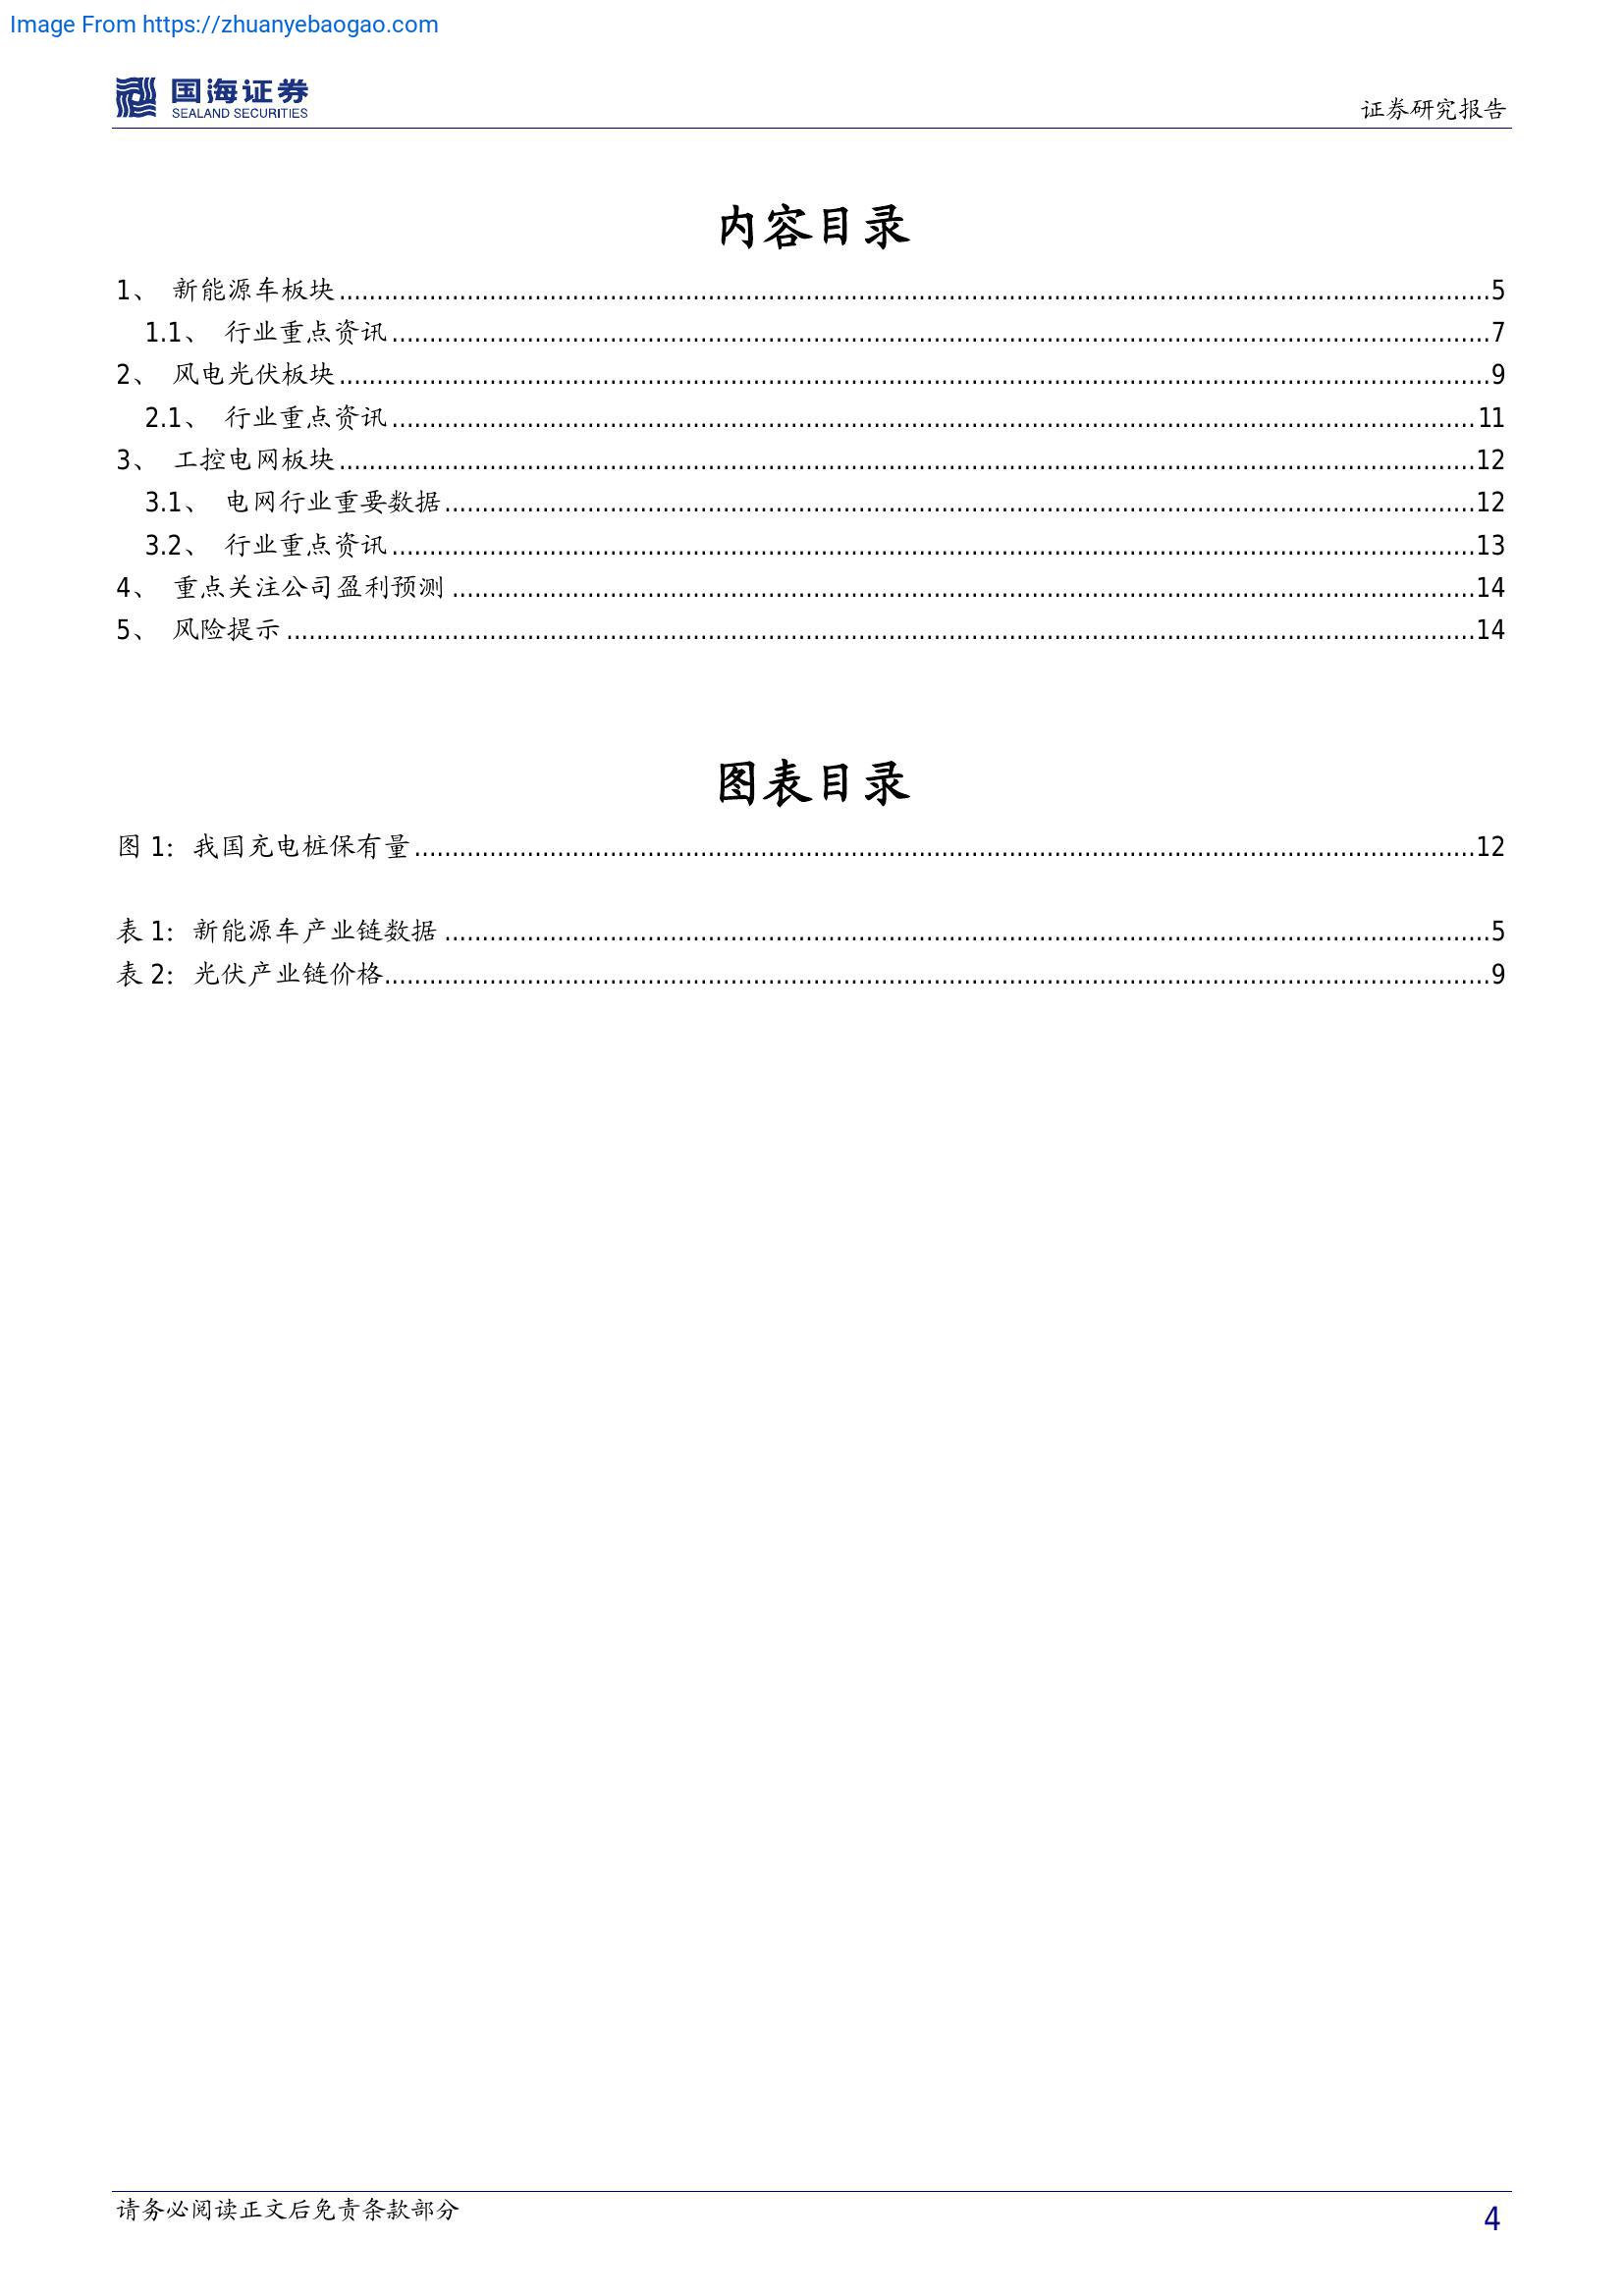 Image From https://zhuanyebaogao.com
国海证券
SEALAND SECURITIES
证券研究报告
内容目录
1、 新能源车板块......5
1.1、 行业重点资讯......7
2、 风电光伏板块......9
2.1、 行业重点资讯......11
3、 工控电网板块......12
3.1、 电网行业重要数据......12
3.2、 行业重点资讯......13
4、 重点关注公司盈利预测......14
5、 风险提示......14
图表目录
图 1：我国充电桩保有量......12
表 1：新能源车产业链数据......5
表 2：光伏产业链价格......9
请务必阅读正文后免责条款部分
4